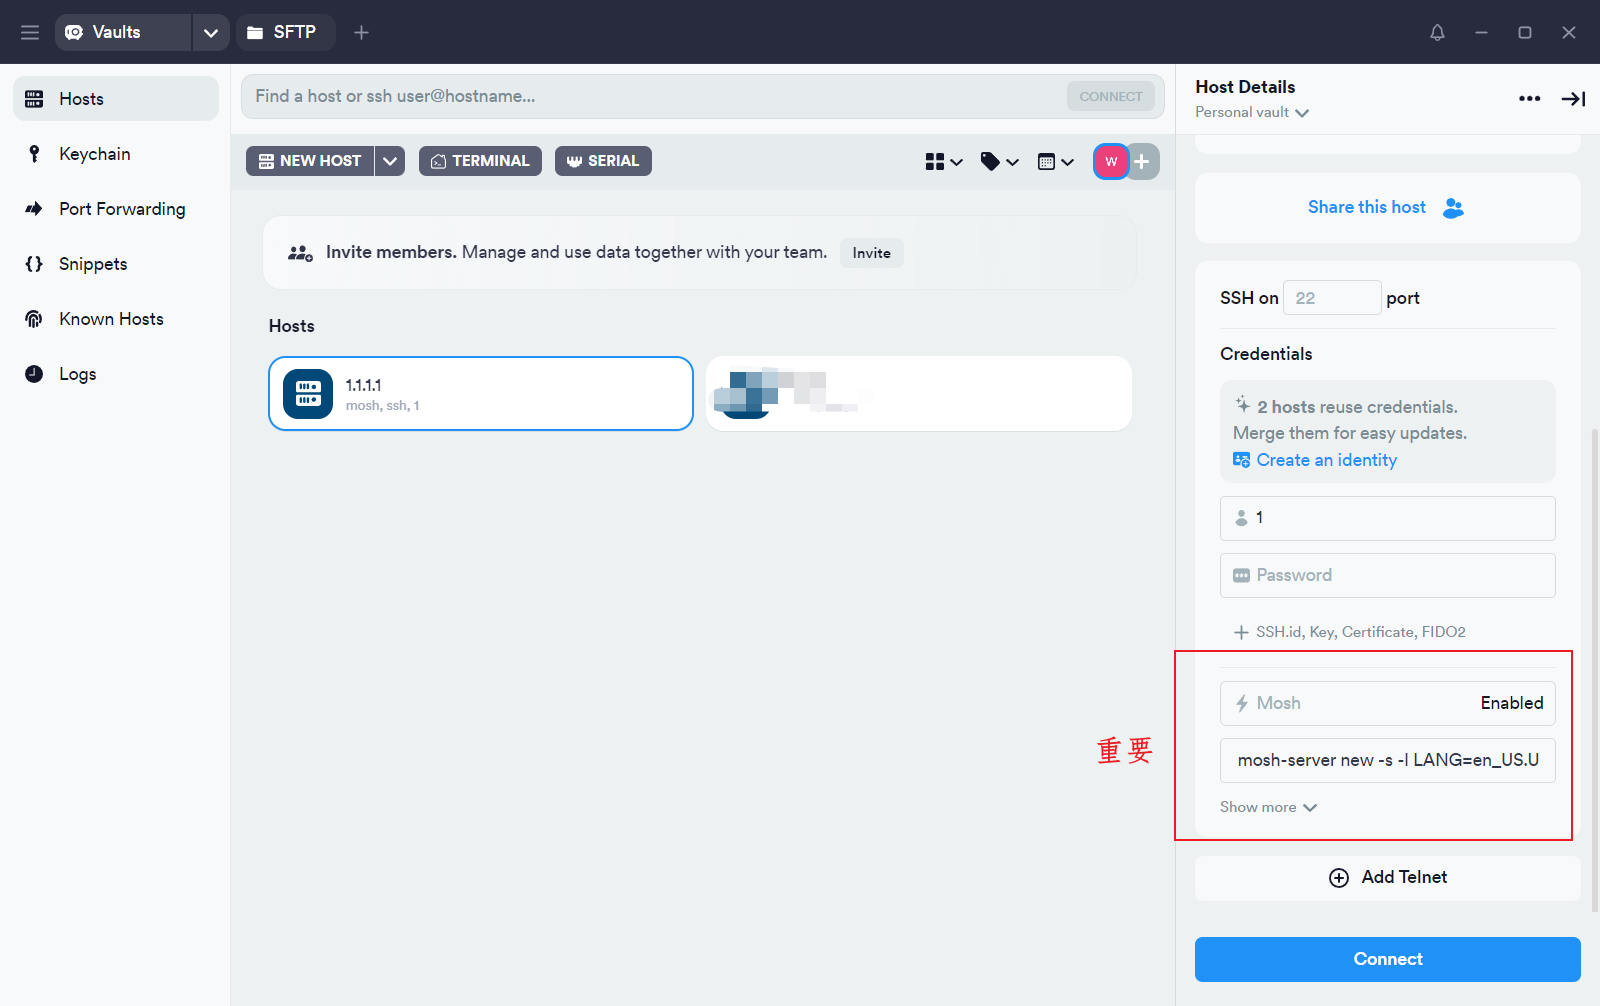 Vaults
SFTP
Hosts
Keychain
Port Forwarding
Snippets
Known Hosts
Logs
Find a host or ssh user@hostname...
CONNECT
NEW HOST
TERMINAL
SERIAL
W
Invite members. Manage and use data together with your team.
Invite
Hosts
1.1.1.1
mosh, ssh, 1
Host Details
Personal vault
Share this host
SSH on 22 port
Credentials
2 hosts reuse credentials.
Merge them for easy updates.
Create an identity
1
Password
SSH.id, Key, Certificate, FIDO2
重要
Mosh Enabled
mosh-server new -s -l LANG=en_US.U
Show more
Add Telnet
Connect